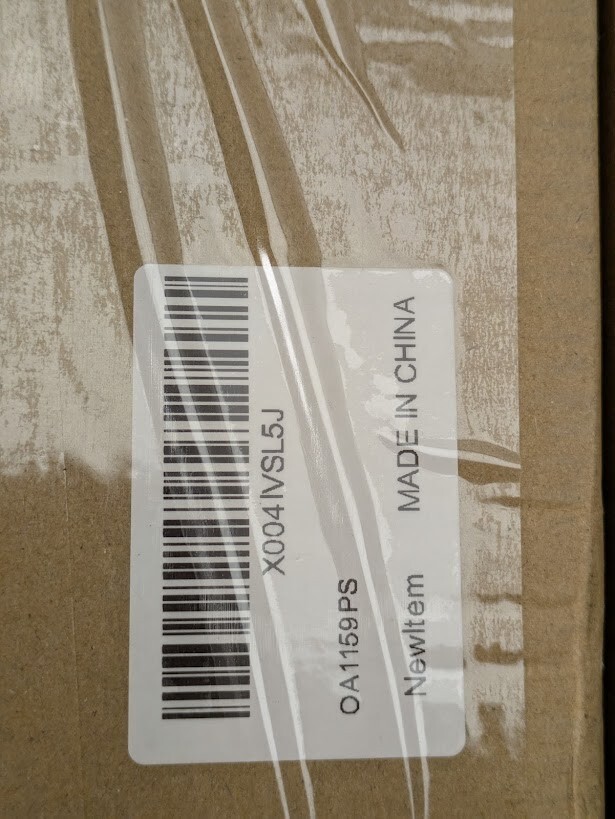 X004IVSL5J
OA1159PS
NewItem MADE IN CHINA